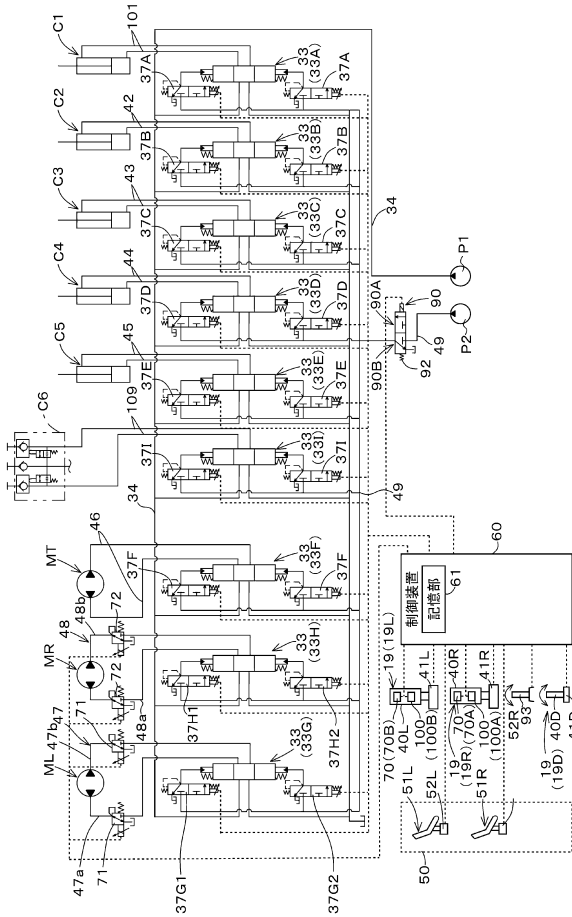 C1
101
C2
42
C3
43
C4
44
C5
45
C6
109
34
MT
46
48b
48
MR
72
72
48a
47
47b
71
ML
47a
71
37A
37B
37C
37D
37E
37I
37F
37H1
37G1
33
(33A)
33
(33B)
33
(33C)
33
(33D)
33
(33E)
33
(33I)
33
(33F)
33
(33H)
33
(33G)
37A
37B
37C
37D
37E
37I
37F
37H2
37G2
34
49
P1
P2
90A
90
90B
92
49
60
制御装置
記憶部
61
19(19L)
41L
70
(70B)
40L
100
(100B)
40R
41R
70
(70A)
19
(19R)
100
(100A)
52R
93
40D
19
(19D)
51L
52L
51R
50